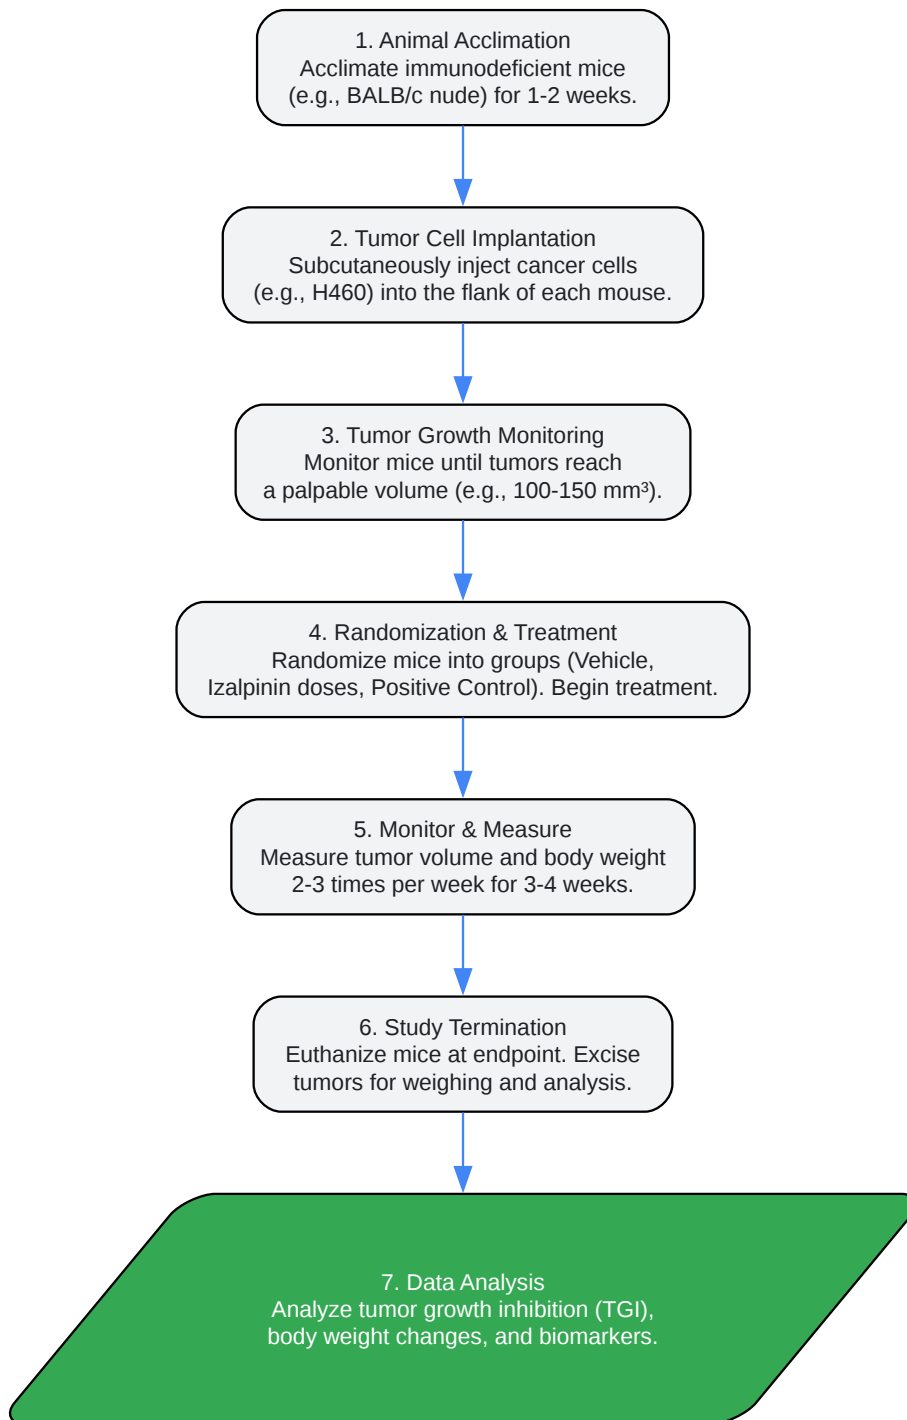 1. Animal Acclimation
Acclimate immunodeficient mice
(e.g., BALB/c nude) for 1-2 weeks.
2. Tumor Cell Implantation
Subcutaneously inject cancer cells
(e.g., H460) into the flank of each mouse.
3. Tumor Growth Monitoring
Monitor mice until tumors reach
a palpable volume (e.g., 100-150 mm³).
4. Randomization & Treatment
Randomize mice into groups (Vehicle,
Izalpinin doses, Positive Control). Begin treatment.
5. Monitor & Measure
Measure tumor volume and body weight
2-3 times per week for 3-4 weeks.
6. Study Termination
Euthanize mice at endpoint. Excise
tumors for weighing and analysis.
7. Data Analysis
Analyze tumor growth inhibition (TGI),
body weight changes, and biomarkers.